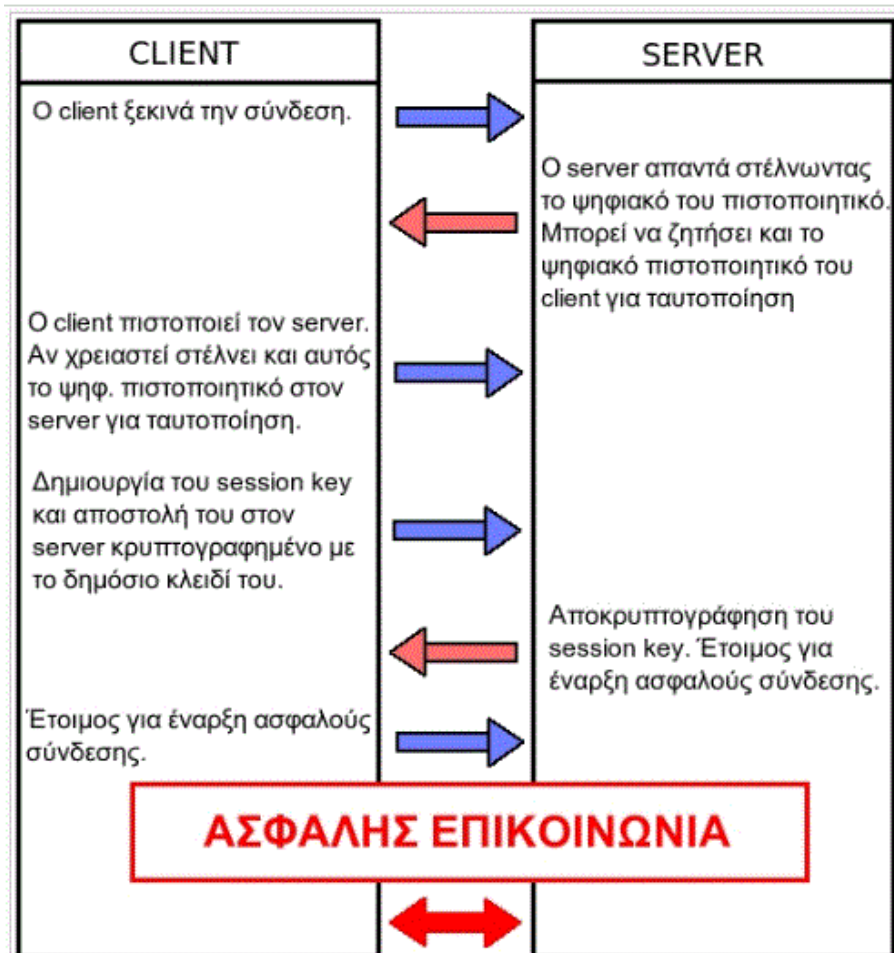 CLIENT
SERVER
Ο client ξεκινά την σύνδεση.
Ο server απαντά στέλνωντας
το ψηφιακό του πιστοποιητικό.
Μπορεί να ζητήσει και το
ψηφιακό πιστοποιητικό του
client για ταυτοποίηση
Ο client πιστοποιεί τον server.
Αν χρειαστεί στέλνει και αυτός
το ψηφ. πιστοποιητικό στον
server για ταυτοποίηση.
Δημιουργία του session key
και αποστολή του στον
server κρυπτογραφημένο με
το δημόσιο κλειδί του.
Αποκρυπτογράφηση του
session key. Έτοιμος για
έναρξη ασφαλούς σύνδεσης.
Έτοιμος για έναρξη ασφαλούς
σύνδεσης.
ΑΣΦΑΛΗΣ ΕΠΙΚΟΙΝΩΝΙΑ